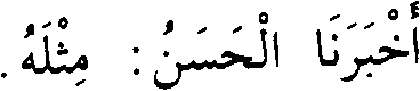 أَخْبَرَنَا الْحَسَنُ : مِثْلَهُ .